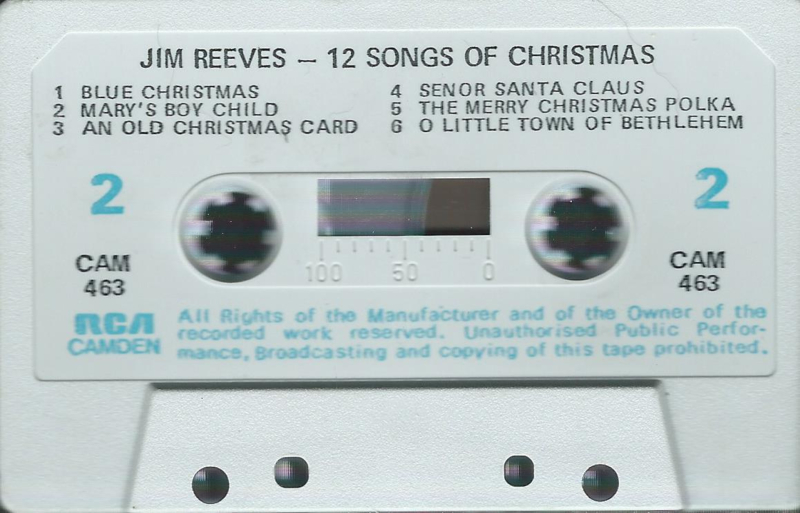 JIM REEVES – 12 SONGS OF CHRISTMAS
1 BLUE CHRISTMAS
2 MARY'S BOY CHILD
3 AN OLD CHRISTMAS CARD
4 SENOR SANTA CLAUS
5 THE MERRY CHRISTMAS POLKA
6 O LITTLE TOWN OF BETHLEHEM
2
2
CAM
463
100 50 0
CAM
463
RCA
CAMDEN
All Rights of the Manufacturer and of the Owner of the
recorded work reserved. Unauthorised Public Perfor-
mance, Broadcasting and copying of this tape prohibited.